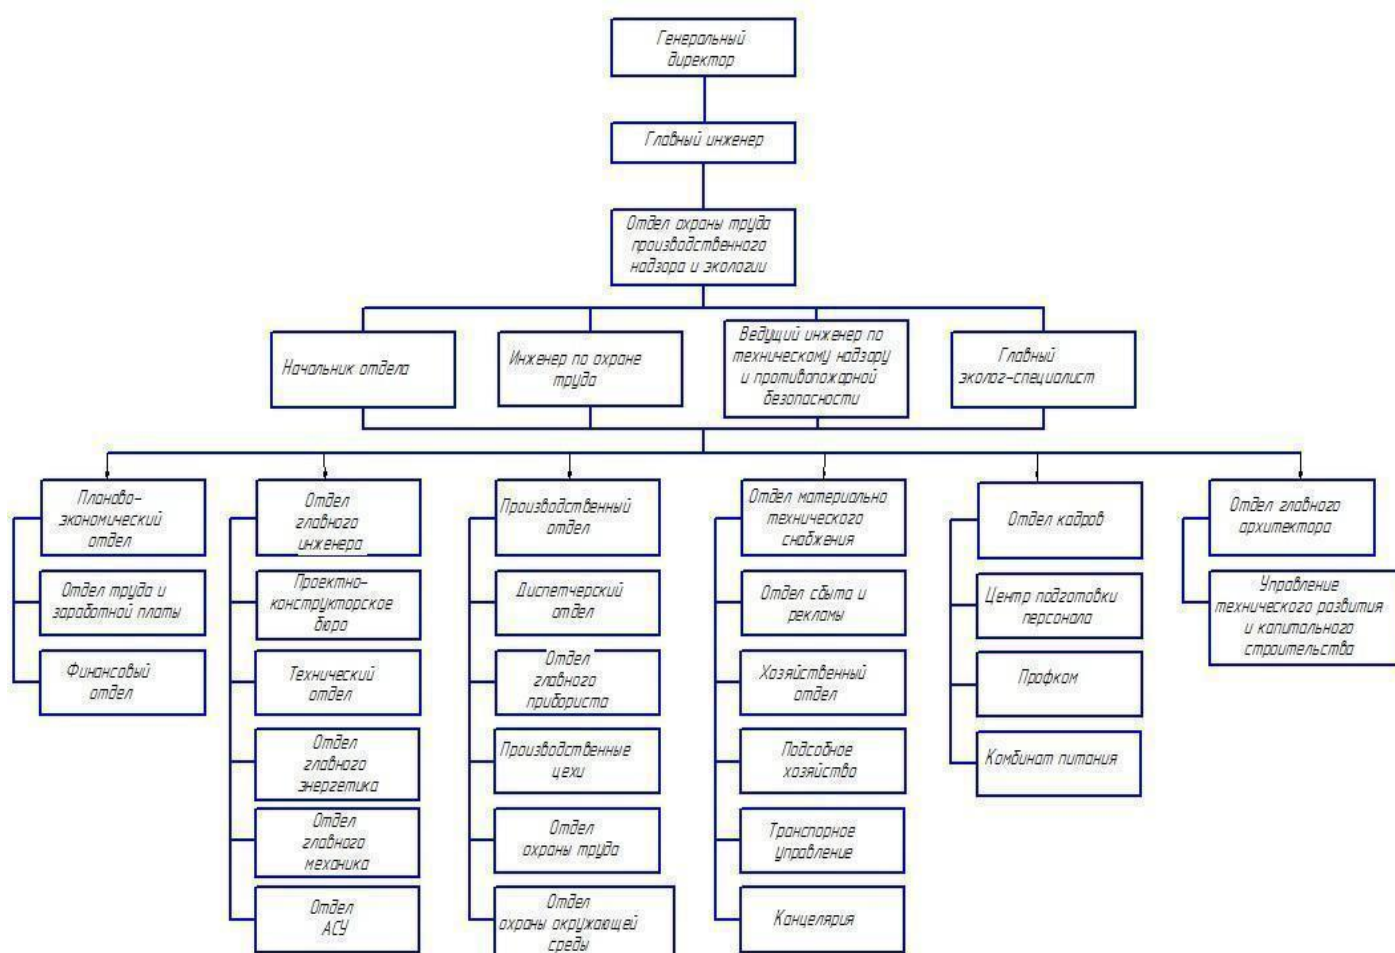 Генеральный
директор
Главный инженер
Отдел охраны труда
производственного
надзора и экологии
Начальник отдела
Инженер по охране
труда
Ведущий инженер по
техническому надзору
и противопожарной
безопасности
Главный
эколог-специалист
Планово-
экономический
отдел
Отдел труда и
заработной платы
Финансовый
отдел
Отдел
главного
инженера
Проектно-
конструкторское
бюро
Технический
отдел
Отдел
главного
энергетика
Отдел
главного
механика
Отдел
АСУ
Производственный
отдел
Диспетчерский
отдел
Отдел
главного
прибориста
Производственные
цехи
Отдел
охраны труда
Отдел
охраны окружающей
среды
Отдел материально
технического
снабжения
Отдел сбыта и
рекламы
Хозяйственный
отдел
Подсобное
хозяйство
Транспорное
управление
Канцелярия
Отдел кадров
Центр подготовки
персонала
Профком
Комбинат питания
Отдел главного
архитектора
Управление
технического развития
и капитального
строительства